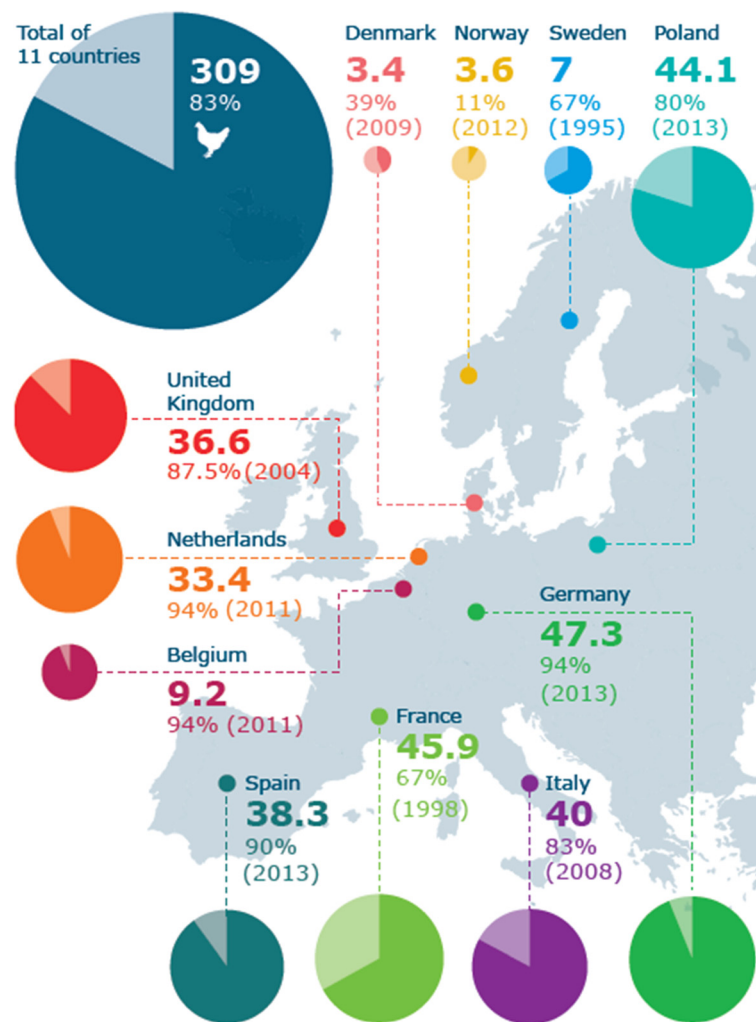 Total of
11 countries
309
83%
Denmark
3.4
39%
(2009)
Norway
3.6
11%
(2012)
Sweden
7
67%
(1995)
Poland
44.1
80%
(2013)
United
Kingdom
36.6
87.5% (2004)
Netherlands
33.4
94% (2011)
Belgium
9.2
94% (2011)
Germany
47.3
94%
(2013)
France
45.9
67%
(1998)
Spain
38.3
90%
(2013)
Italy
40
83%
(2008)